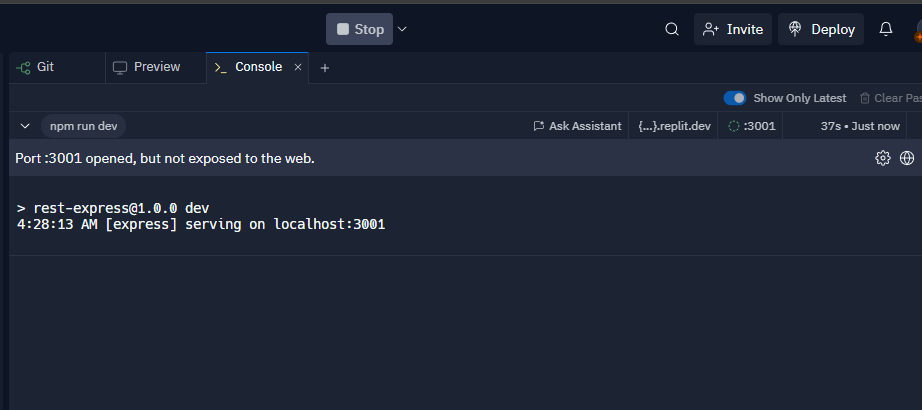 Stop
Invite
Deploy
Git
Preview
Console
Show Only Latest
Clear Pas
npm run dev
Ask Assistant
{...}.replit.dev
:3001
37s • Just now
Port :3001 opened, but not exposed to the web.
> rest-express@1.0.0 dev
4:28:13 AM [express] serving on localhost:3001